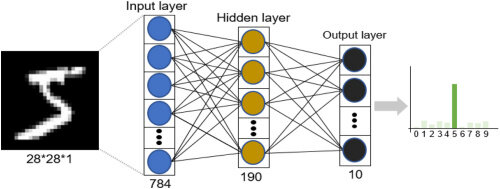 Input layer
Hidden layer
Output layer
28*28*1
784
190
10
0 1 2 3 4 5 6 7 8 9
5